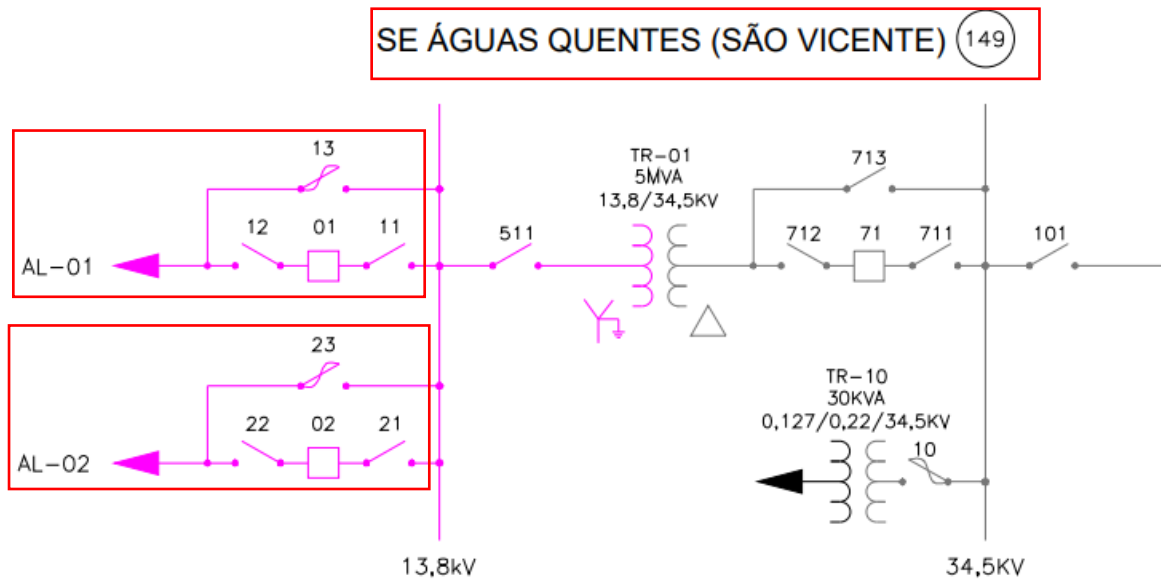 SE ÁGUAS QUENTES (SÃO VICENTE) 149
13
12 01 11
AL-01
23
22 02 21
AL-02
511
TR-01
5MVA
13,8/34,5KV
713
712 71 711
101
TR-10
30KVA
0,127/0,22/34,5KV
10
13,8kV
34,5KV